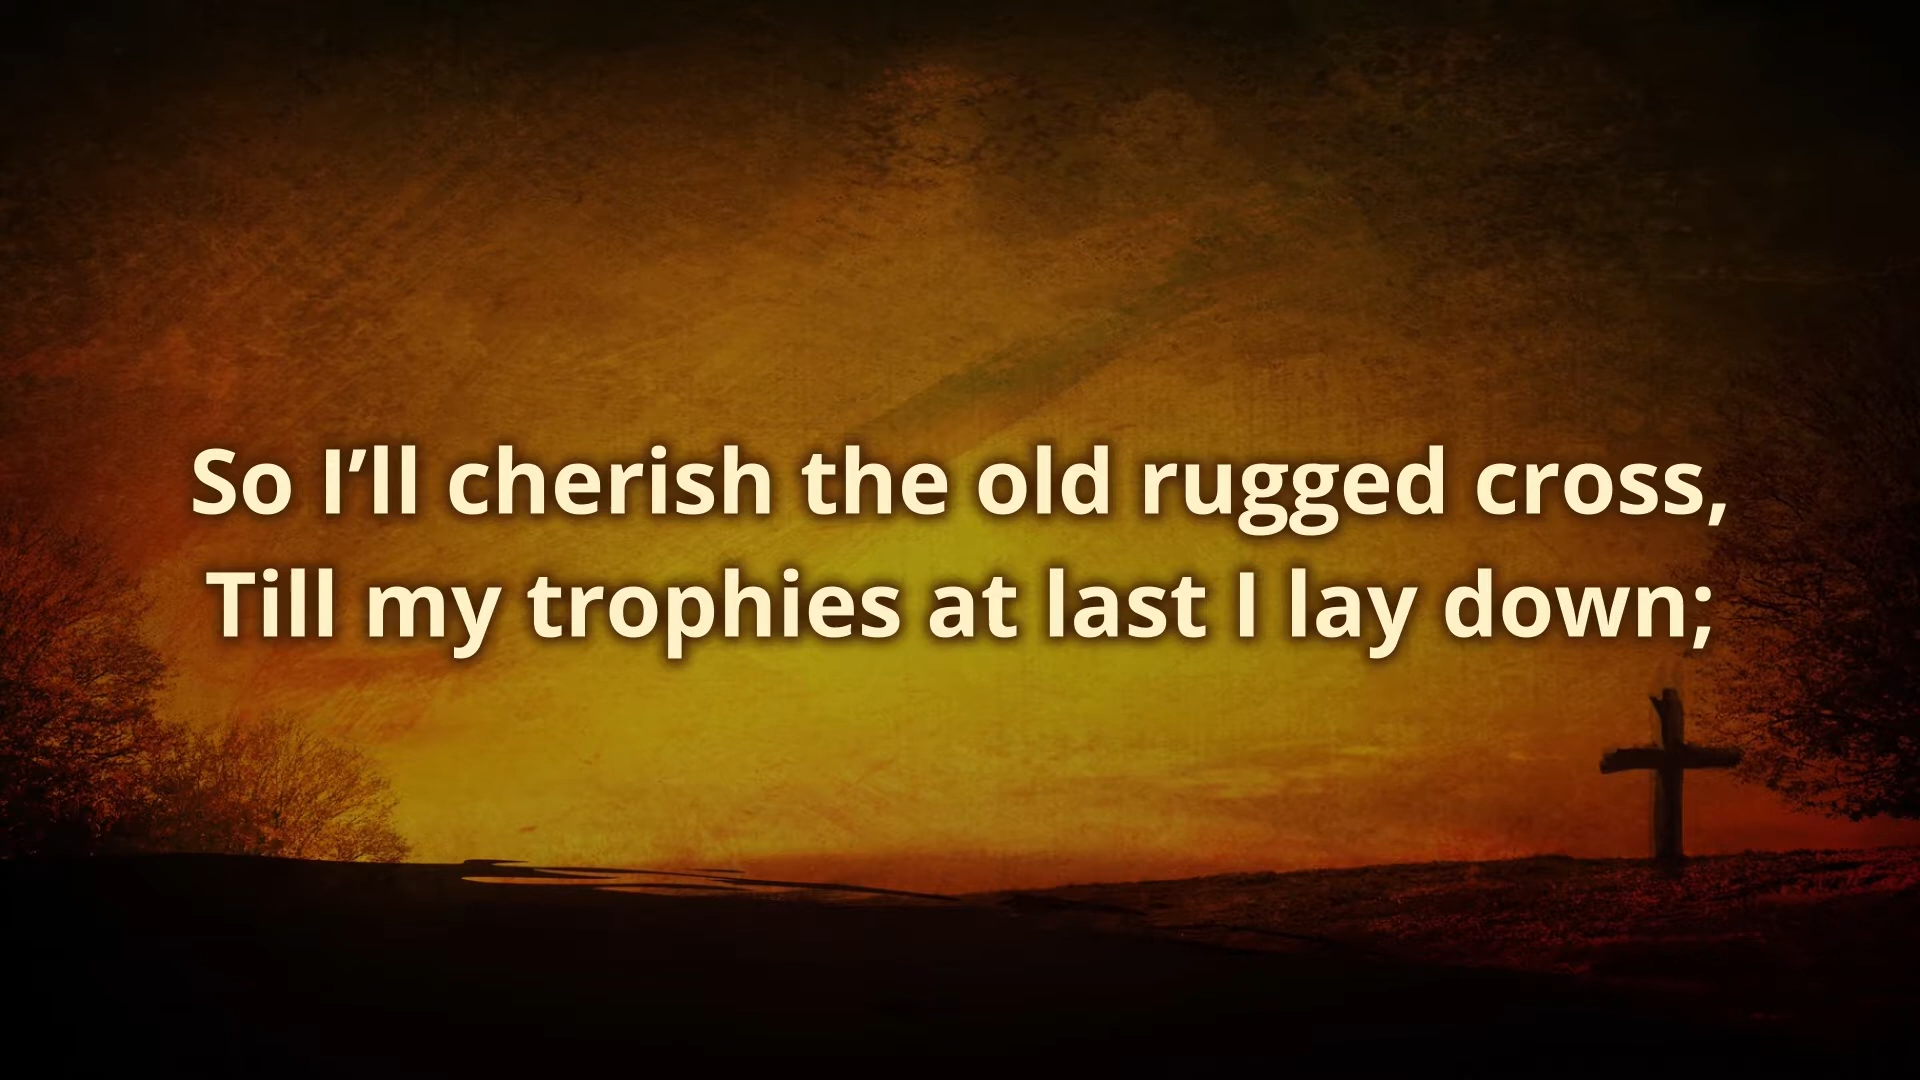 So I’ll cherish the old rugged cross,
Till my trophies at last I lay down;